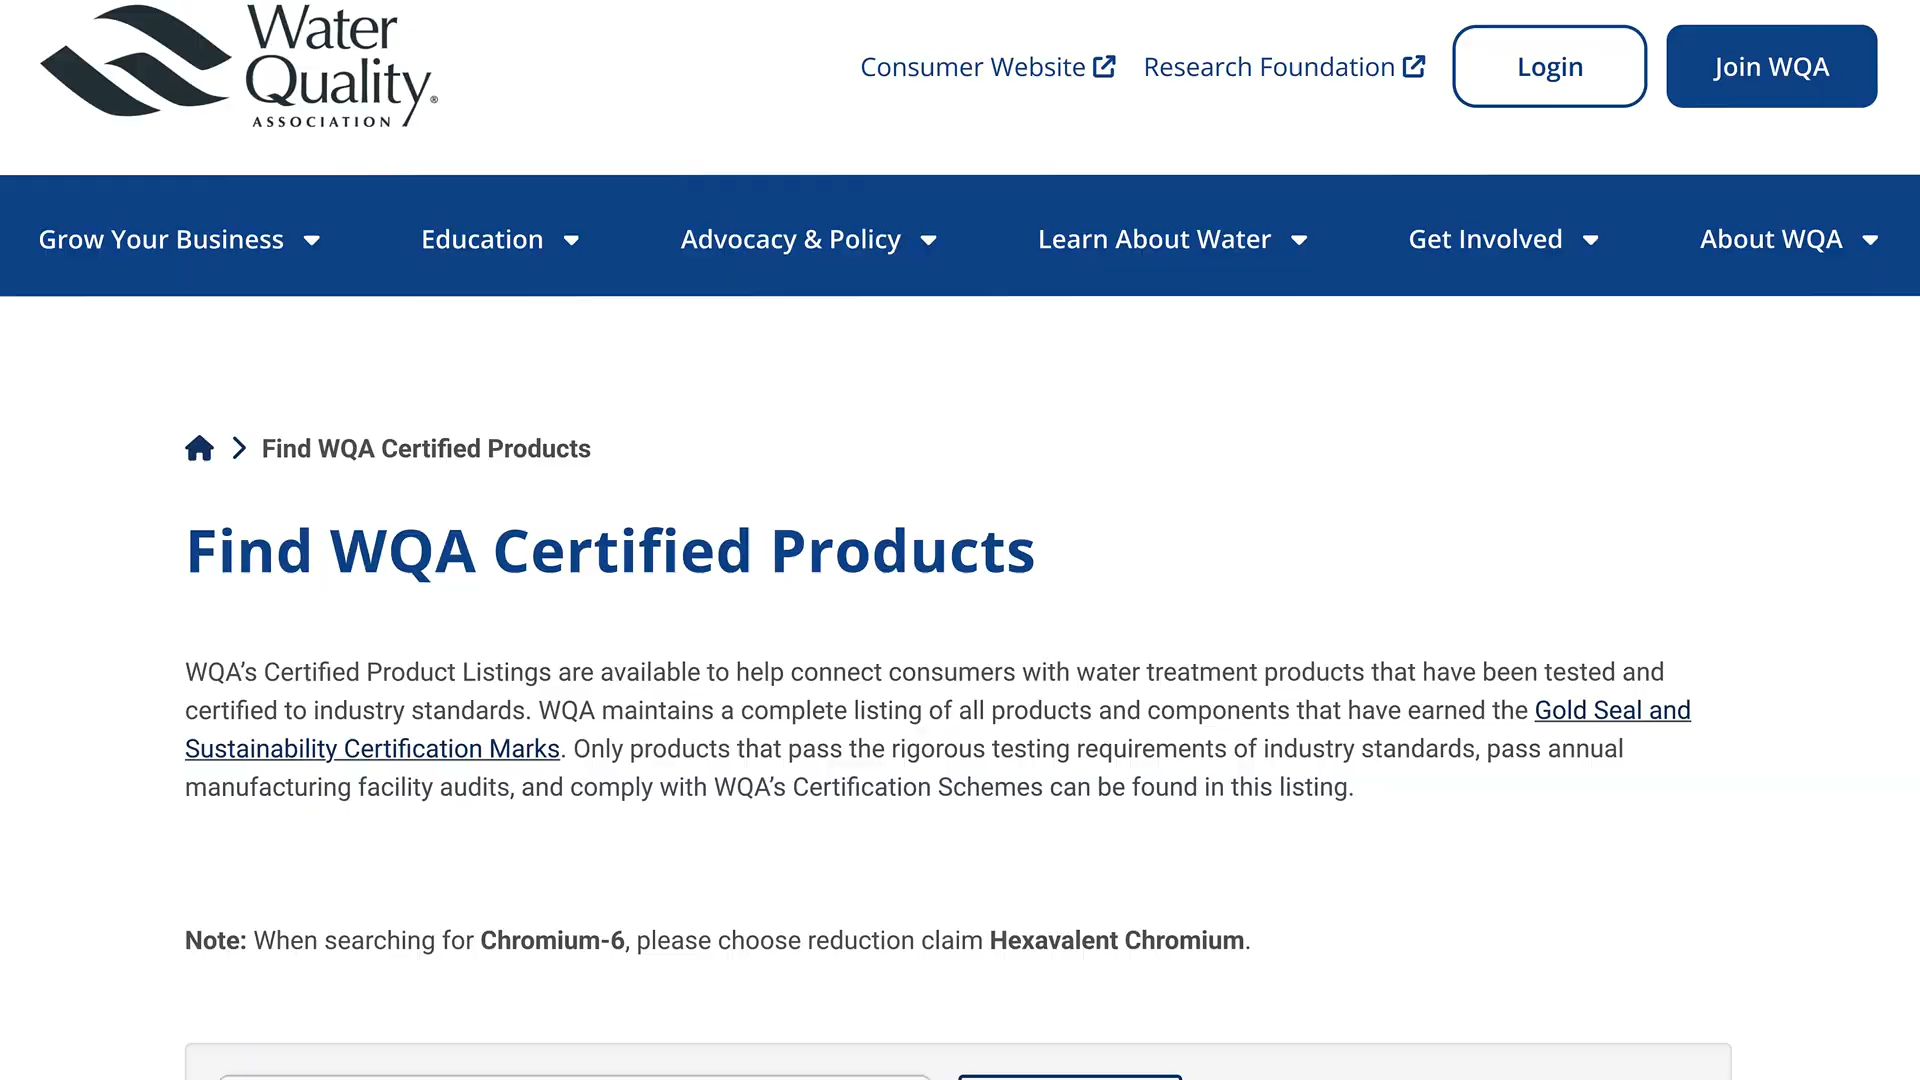 Water
Quality
ASSOCIATION
Consumer Website
Research Foundation
Login
Join WQA
Grow Your Business
Education
Advocacy & Policy
Learn About Water
Get Involved
About WQA
Find WQA Certified Products
Find WQA Certified Products
WQA’s Certified Product Listings are available to help connect consumers with water treatment products that have been tested and
certified to industry standards. WQA maintains a complete listing of all products and components that have earned the Gold Seal and
Sustainability Certification Marks. Only products that pass the rigorous testing requirements of industry standards, pass annual
manufacturing facility audits, and comply with WQA’s Certification Schemes can be found in this listing.
Note: When searching for Chromium-6, please choose reduction claim Hexavalent Chromium.